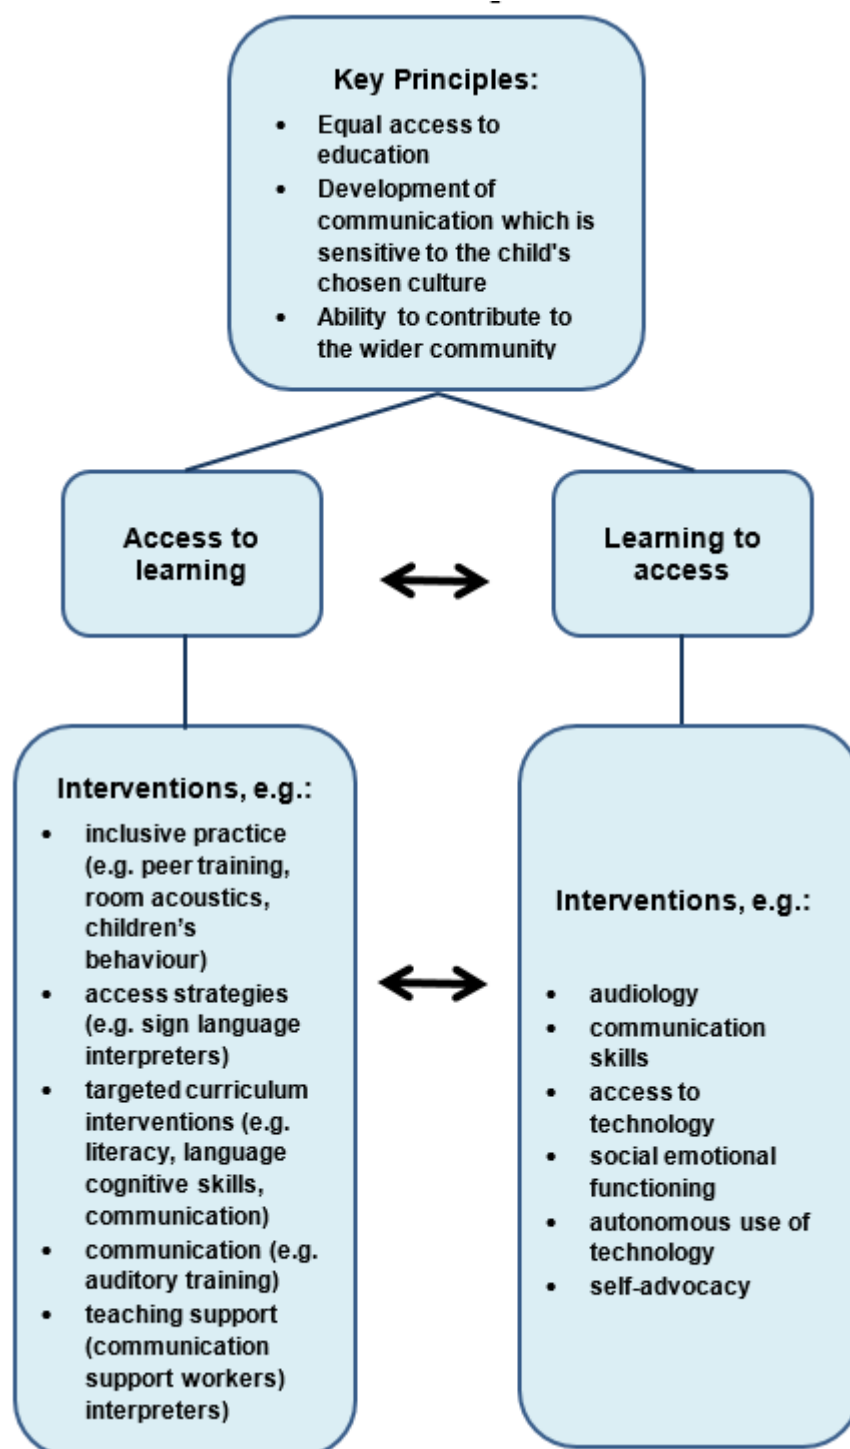 Key Principles:
• Equal access to
education
• Development of
communication which is
sensitive to the child's
chosen culture
• Ability to contribute to
the wider community
Access to
learning
Learning to
access
Interventions, e.g.:
• inclusive practice
(e.g. peer training,
room acoustics,
children’s
behaviour)
• access strategies
(e.g. sign language
interpreters)
• targeted curriculum
interventions (e.g.
literacy, language
cognitive skills,
communication)
• communication (e.g.
auditory training)
• teaching support
(communication
support workers)
interpreters)
Interventions, e.g.:
• audiology
• communication
skills
• access to
technology
• social emotional
functioning
• autonomous use of
technology
• self-advocacy